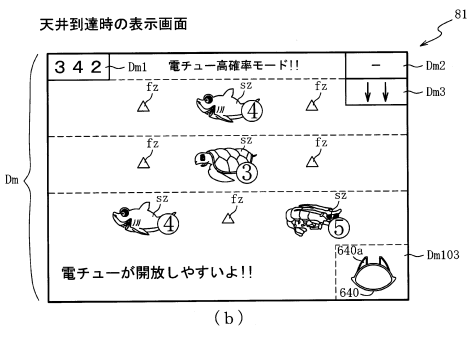 天井到達時の表示画面
81
342 Dm1 電チュー高確率モード!! － Dm2
↓↓ Dm3
fz sz fz
△ ④ △
Dm fz sz fz
△ ③ △
sz fz sz
④ △ ⑤
640a Dm103
電チューが開放しやすいよ!!
640
(b)